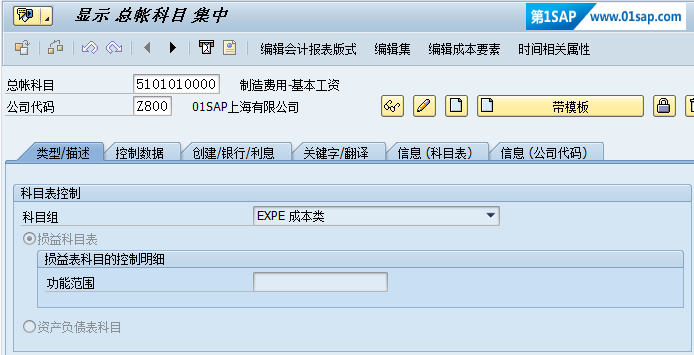 显示 总帐科目 集中
第1SAP www.01sap.com
编辑会计报表版式 编辑集 编辑成本要素 时间相关属性
总帐科目 5101010000 制造费用-基本工资
公司代码 Z800 01SAP上海有限公司 带模板
类型/描述 控制数据 创建/银行/利息 关键字/翻译 信息（科目表） 信息（公司代码）
科目表控制
科目组 EXPE 成本类
损益科目表
损益表科目的控制明细
功能范围
资产负债表科目